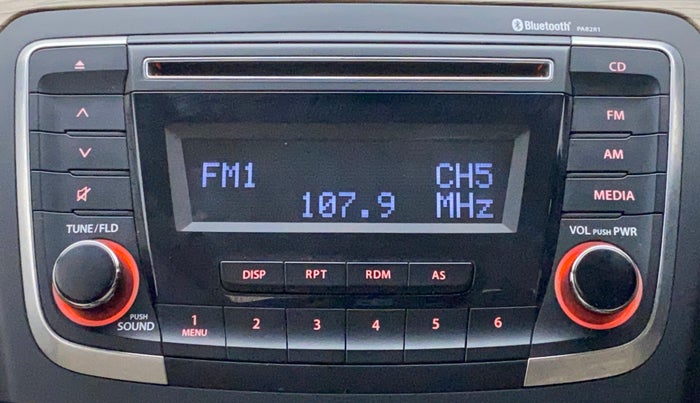 Bluetooth PA82R1
CD
FM
AM
MEDIA
FM1 CH5
107.9 MHz
TUNE/FLD
VOL PUSH PWR
DISP RPT RDM AS
PUSH
SOUND
1 2 3 4 5 6
MENU